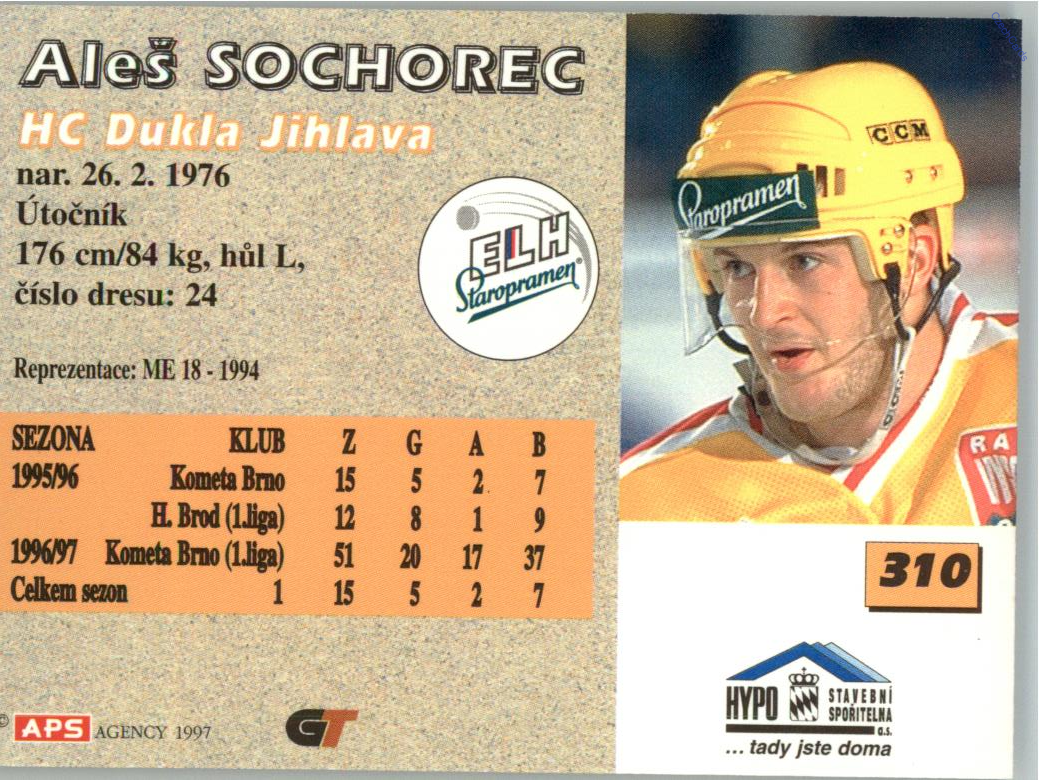 Aleš SOCHOREC
HC Dukla Jihlava
nar. 26. 2. 1976
Útočník
176 cm/84 kg, hůl L,
číslo dresu: 24
ELH
Staropramen
Reprezentace: ME 18 - 1994
SEZONA KLUB Z G A B
1995/96 Kometa Brno 15 5 2 7
H. Brod (1.liga) 12 8 1 9
1996/97 Kometa Brno (1.liga) 51 20 17 37
Celkem sezon 1 15 5 2 7
© APS AGENCY 1997
GT
CCM
Staropramen
RA
310
HYPO STAVEBNÍ
SPOŘITELNA
a.s.
... tady jste doma